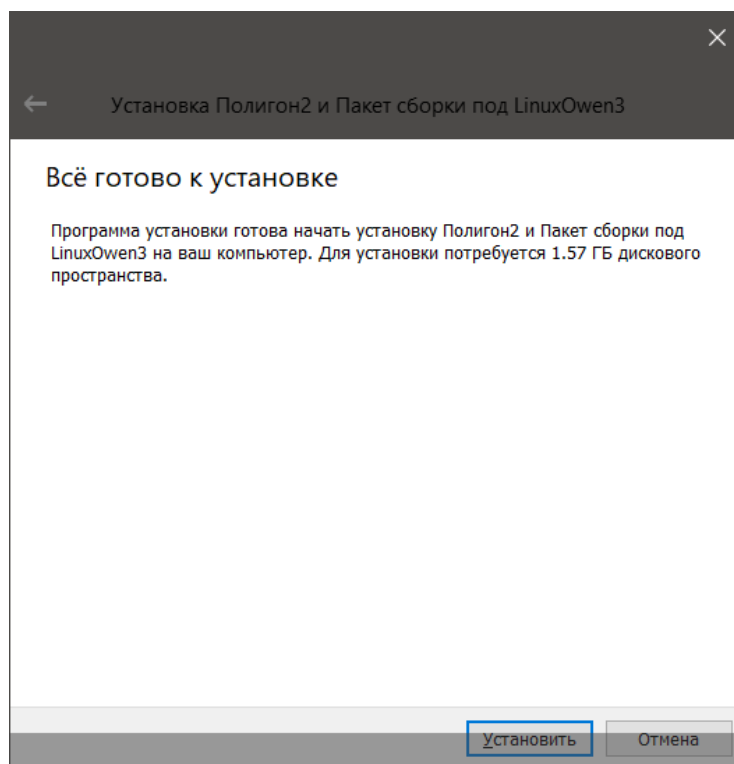 Установка Полигон2 и Пакет сборки под LinuxOwen3
Всё готово к установке
Программа установки готова начать установку Полигон2 и Пакет сборки под
LinuxOwen3 на ваш компьютер. Для установки потребуется 1.57 ГБ дискового
пространства.
Установить
Отмена